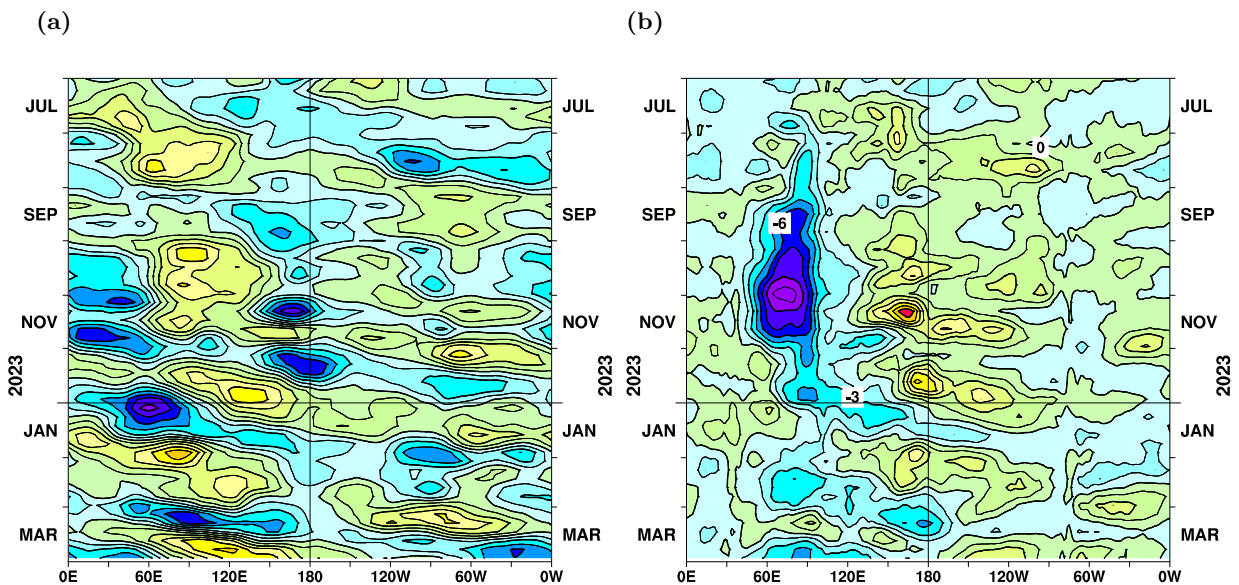 (a) (b)
JUL JUL JUL JUL
0
SEP SEP SEP SEP
-6
NOV NOV NOV NOV
2023 2023 2023 2023
-3
JAN JAN JAN JAN
MAR MAR MAR MAR
0E 60E 120E 180 120W 60W 0W 0E 60E 120E 180 120W 60W 0W